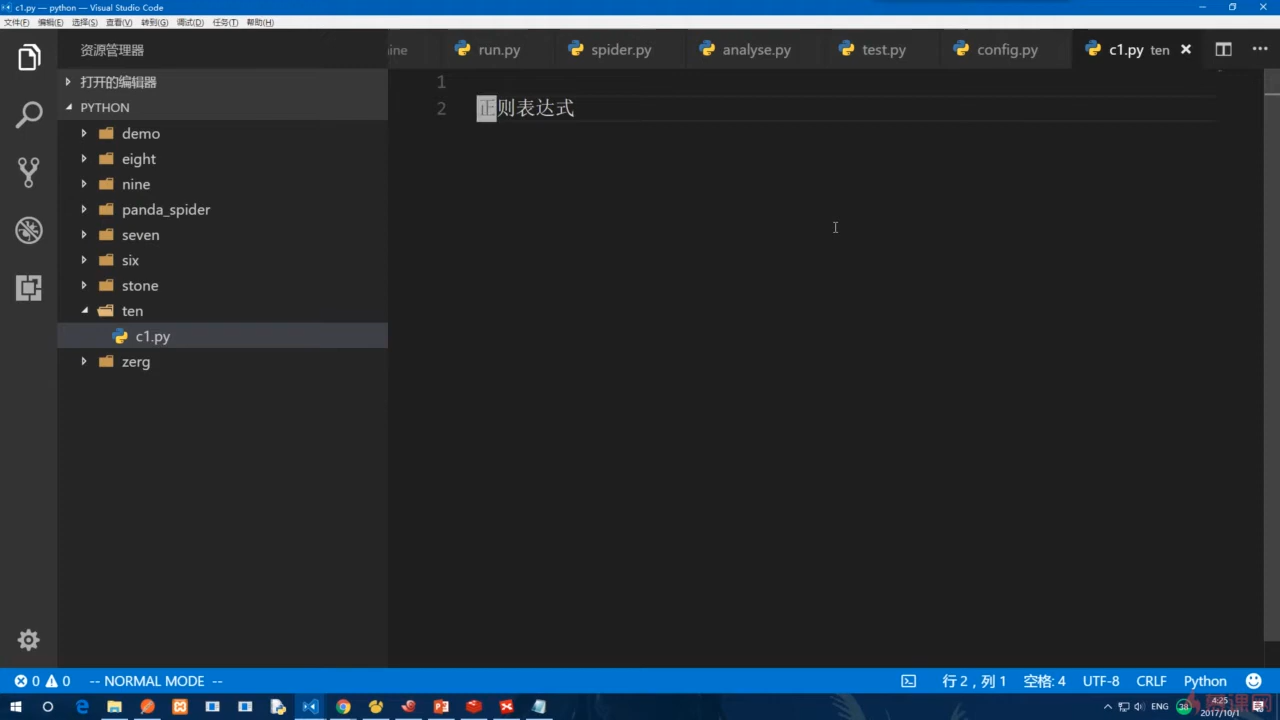 c1.py — python — Visual Studio Code
文件(F) 编辑(E) 选择(S) 查看(V) 转到(G) 调试(D) 任务(T) 帮助(H)
资源管理器
ine run.py spider.py analyse.py test.py config.py c1.py ten
打开的编辑器
PYTHON
demo
eight
nine
panda_spider
seven
six
stone
ten
c1.py
zerg
1
2 正则表达式
0 0 -- NORMAL MODE -- 行 2，列 1 空格: 4 UTF-8 CRLF Python
ENG 28 4:25
2017/10/1